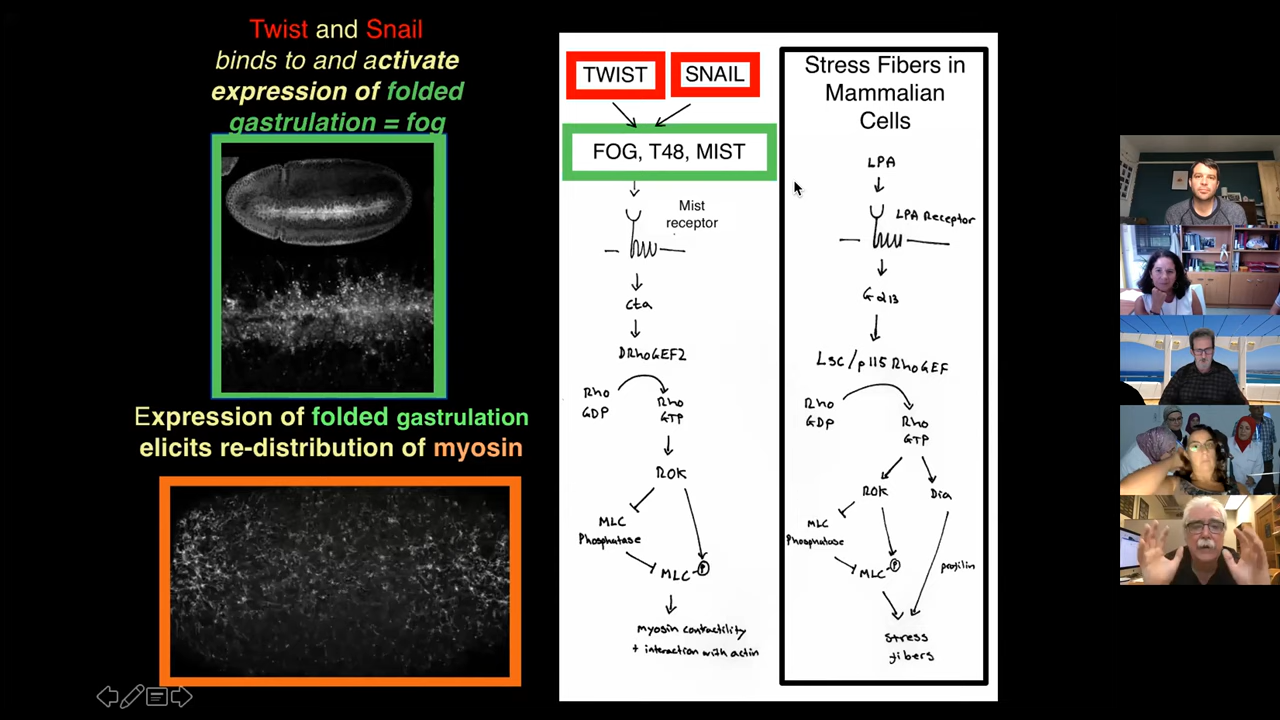 Twist and Snail
binds to and activate
expression of folded
gastrulation = fog
Expression of folded gastrulation
elicits re-distribution of myosin
TWIST
SNAIL
FOG, T48, MIST
Mist
receptor
cta
DRhoGEF2
Rho
GDP
Rho
GTP
ROK
MLC
Phosphatase
MLC-P
myosin contractility
+ interaction with actin
Stress Fibers in
Mammalian
Cells
LPA
LPA Receptor
Gα13
Lsc/p115RhoGEF
Rho
GDP
Rho
GTP
ROK
Dia
MLC
Phosphatase
MLC-P
profilin
Stress
fibers